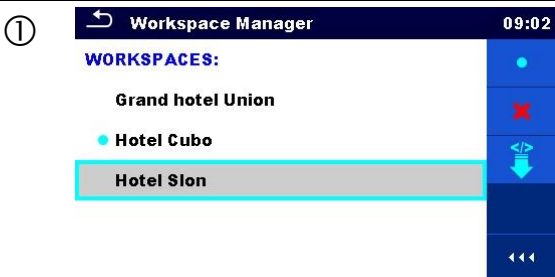 ①
Workspace Manager 09:02
WORKSPACES:
Grand hotel Union
Hotel Cubo
Hotel Slon